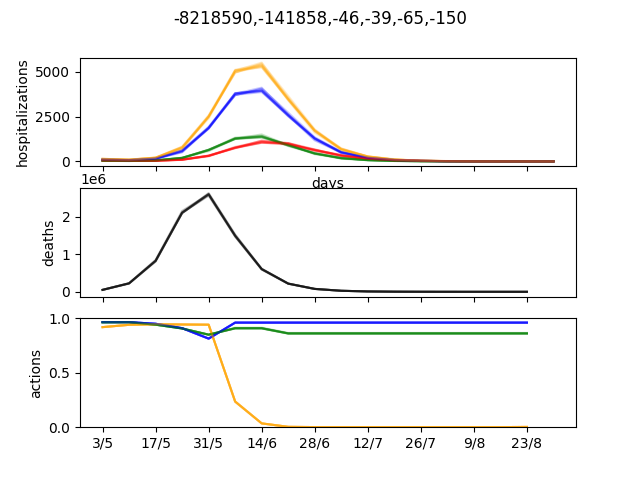 -8218590,-141858,-46,-39,-65,-150
hospitalizations
5000
2500
0
days
1e6
deaths
2
1
0
actions
1.0
0.5
0.0
3/5 17/5 31/5 14/6 28/6 12/7 26/7 9/8 23/8